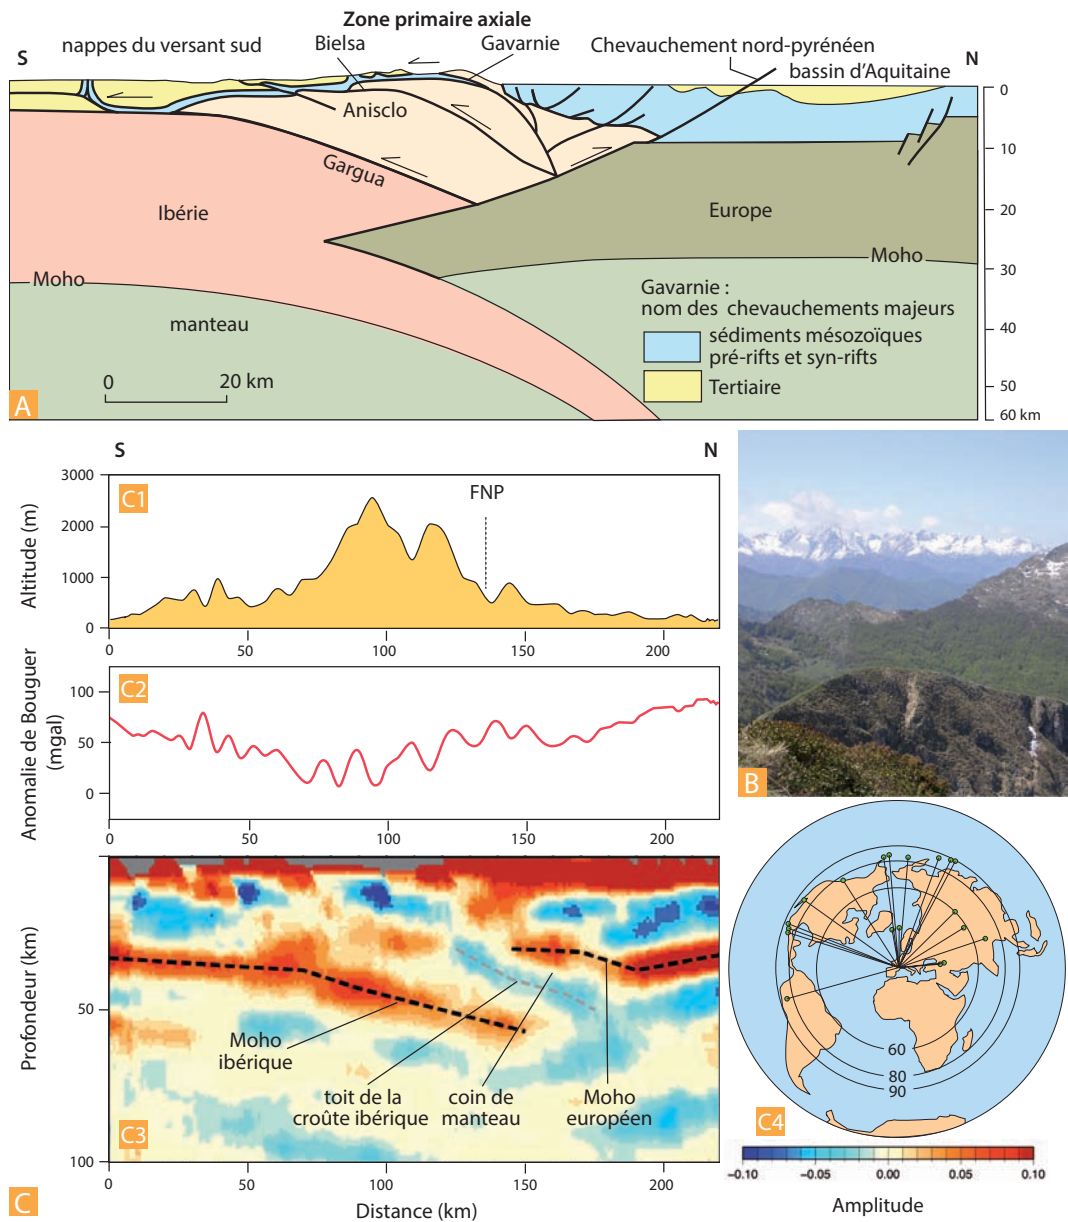 Zone primaire axiale
S
nappes du versant sud
Bielsa
Gavarnie
Chevauchement nord-pyrénéen
N
bassin d'Aquitaine
Anisclo
Gargua
Ibérie
Europe
Moho
Moho
manteau
0
10
20
30
40
50
60 km
Gavarnie :
nom des chevauchements majeurs
sédiments mésozoïques
pré-rifts et syn-rifts
Tertiaire
0
20 km
A
S
N
C1
FNP
Altitude (m)
3000
2000
1000
0
0
50
100
150
200
C2
Anomalie de Bouguer
(mgal)
100
50
0
0
50
100
150
200
B
Profondeur (km)
50
100
Moho
ibérique
toit de la
croûte ibérique
coin de
manteau
Moho
européen
C3
0
50
100
150
200
Distance (km)
C
60
80
90
C4
-0.10
-0.05
0.00
0.05
0.10
Amplitude